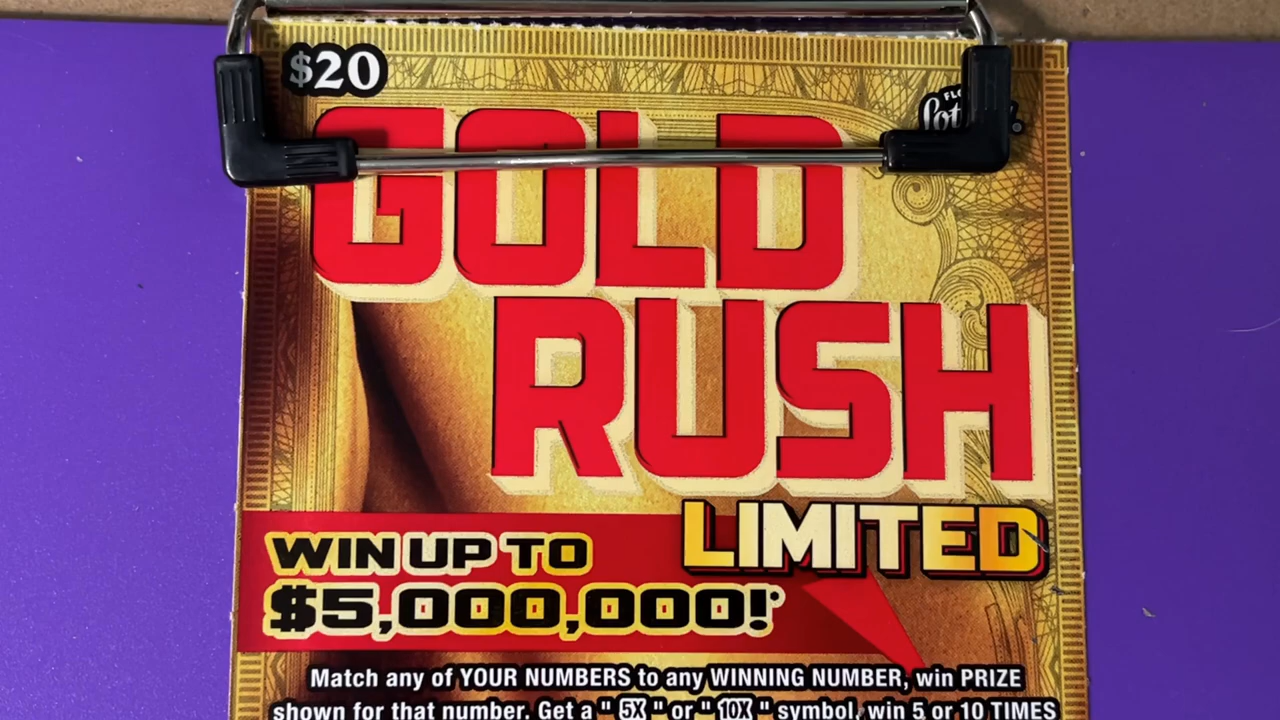 $20
GOLD
RUSH
LIMITED
WIN UP TO
$5,000,000!*
Match any of YOUR NUMBERS to any WINNING NUMBER, win PRIZE
shown for that number. Get a "5X" or "10X" symbol, win 5 or 10 TIMES